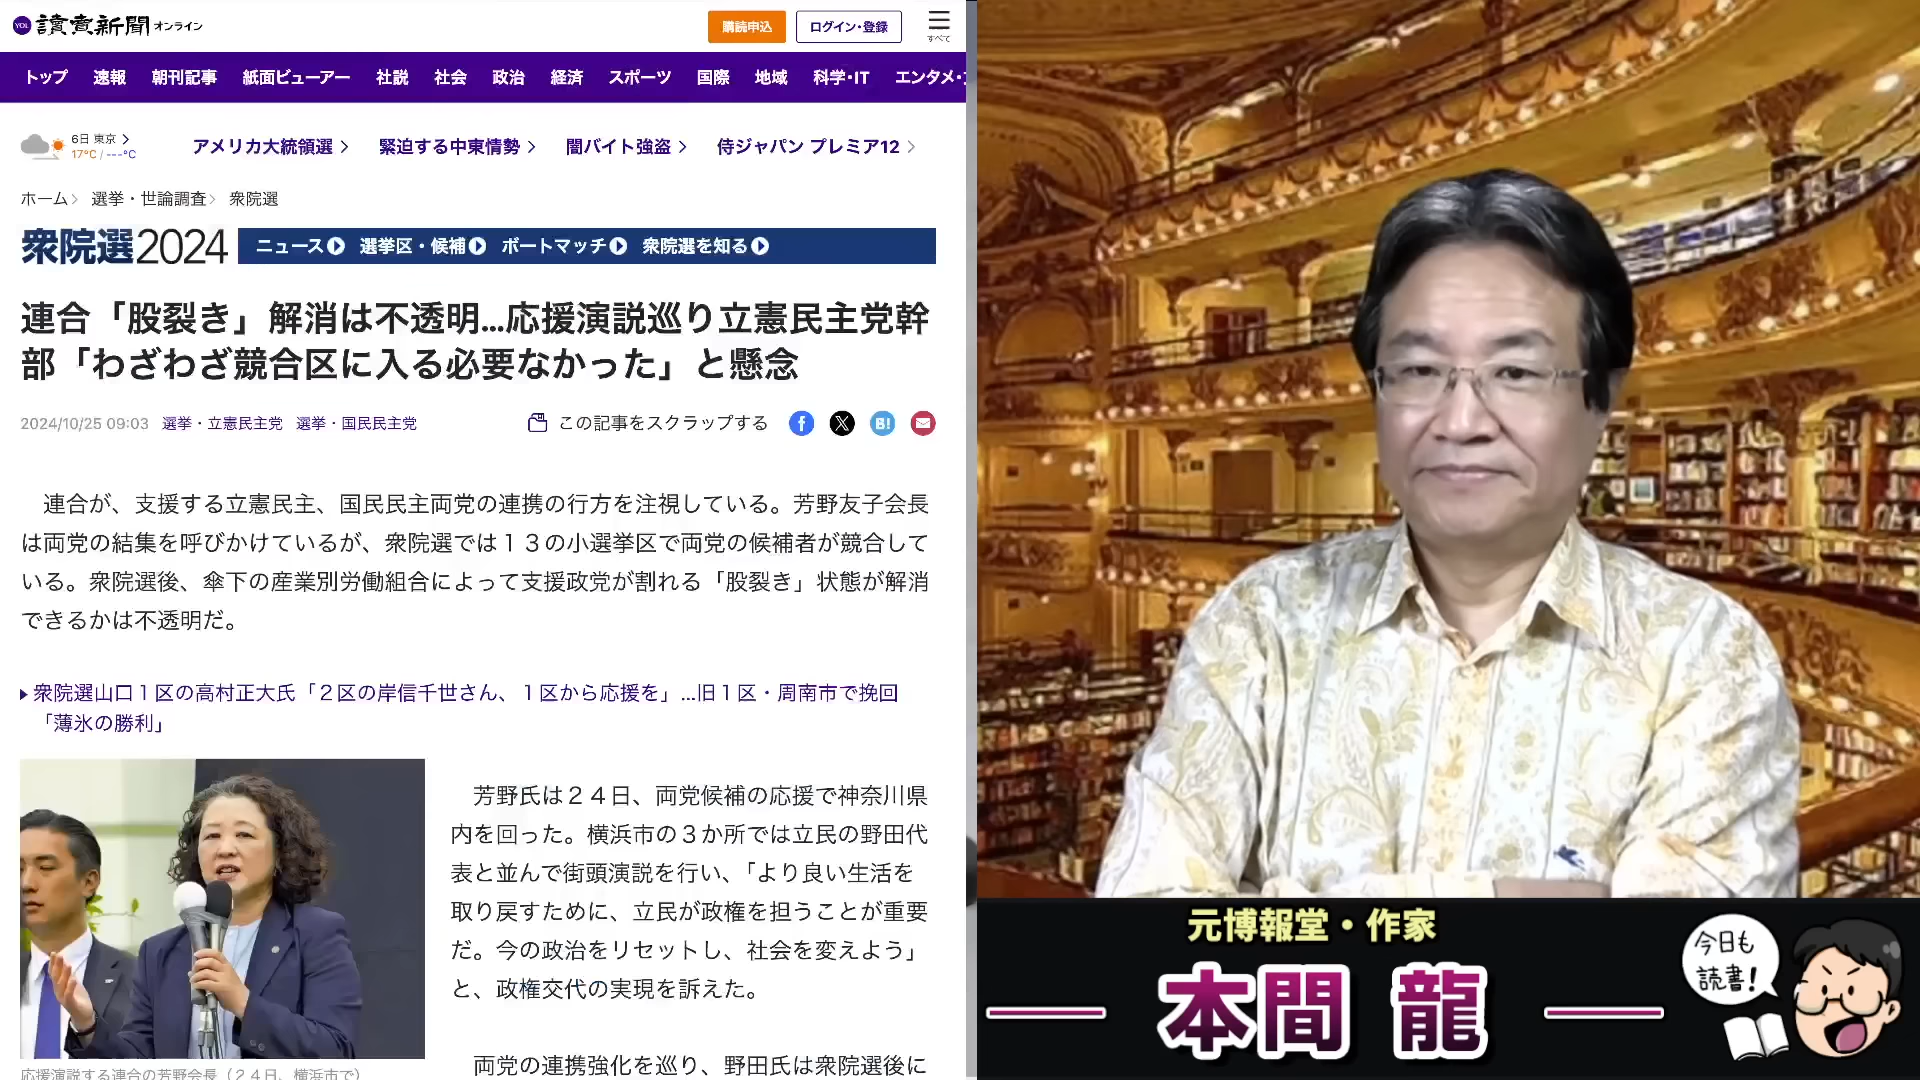 YOL 讀賣新聞オンライン
購読申込
ログイン・登録
すべて
トップ 速報 朝刊記事 紙面ビューアー 社説 社会 政治 経済 スポーツ 国際 地域 科学・IT エンタメ・
6日 東京
17°C / ---°C
アメリカ大統領選 緊迫する中東情勢 闇バイト強盗 侍ジャパン プレミア12
ホーム 選挙・世論調査 衆院選
衆院選2024 ニュース 選挙区・候補 ボートマッチ 衆院選を知る
連合「股裂き」解消は不透明…応援演説巡り立憲民主党幹
部「わざわざ競合区に入る必要なかった」と懸念
2024/10/25 09:03 選挙・立憲民主党 選挙・国民民主党 この記事をスクラップする
B!
連合が、支援する立憲民主、国民民主両党の連携の行方を注視している。芳野友子会長
は両党の結集を呼びかけているが、衆院選では１３の小選挙区で両党の候補者が競合して
いる。衆院選後、傘下の産業別労働組合によって支援政党が割れる「股裂き」状態が解消
できるかは不透明だ。
衆院選山口１区の高村正大氏「２区の岸信千世さん、１区から応援を」…旧１区・周南市で挽回
「薄氷の勝利」
芳野氏は２４日、両党候補の応援で神奈川県
内を回った。横浜市の３か所では立民の野田代
表と並んで街頭演説を行い、「より良い生活を
取り戻すために、立民が政権を担うことが重要
だ。今の政治をリセットし、社会を変えよう」
と、政権交代の実現を訴えた。
両党の連携強化を巡り、野田氏は衆院選後に
応援演説する連合の芳野会長（２４日、横浜市で）
元博報堂・作家
本間 龍
今日も
読書!